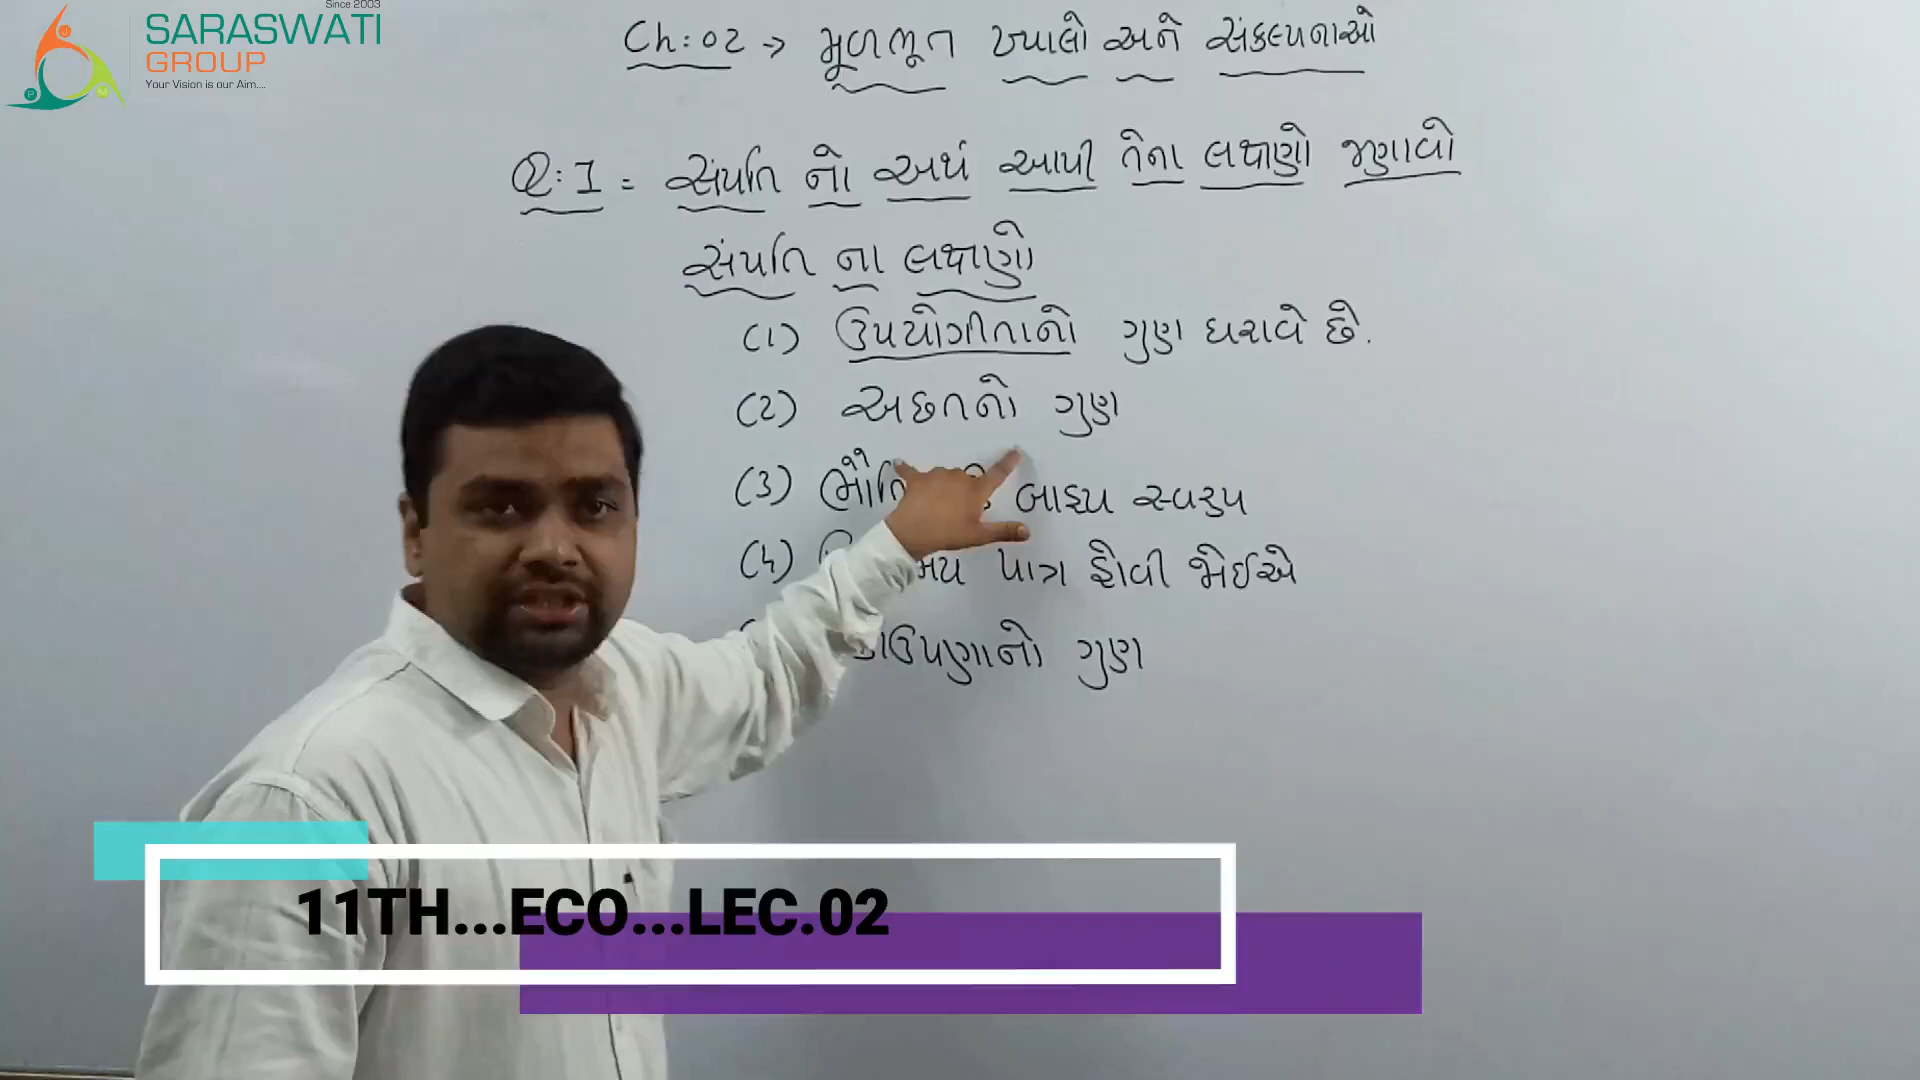 Since 2003
SARASWATI
GROUP
Your Vision is our Aim....
Ch:02 → મૂળભૂત ખ્યાલો અને સંકલ્પનાઓ
Q:1 = સંપત્તિ નો અર્થ આપી તેના લક્ષણો જણાવો
સંપત્તિ ના લક્ષણો
(1) ઉપયોગીતાનો ગુણ ધરાવે છે.
(2) અછતનો ગુણ
(3) બાહ્ય સ્વરુપ
(4) પાત્ર હોવી જોઈએ
ગુણ
11TH...ECO...LEC.02